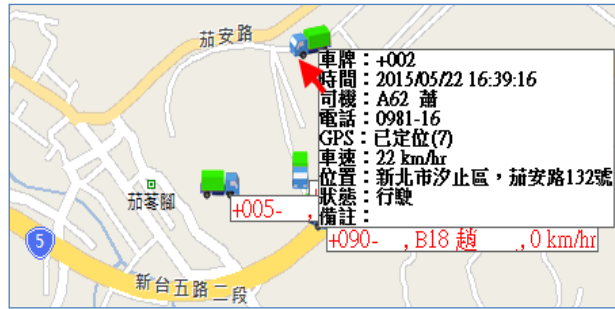 茄安路
車牌：+002
時間：2015/05/22 16:39:16
司機：A62 蕭
電話：0981-16
GPS：已定位(7)
車速：22 km/hr
位置：新北市汐止區，茄安路132號
狀態：行駛
備註：
茄苳腳
+005-
,
+090-　, B18 趙　, 0 km/hr
5
新台五路二段